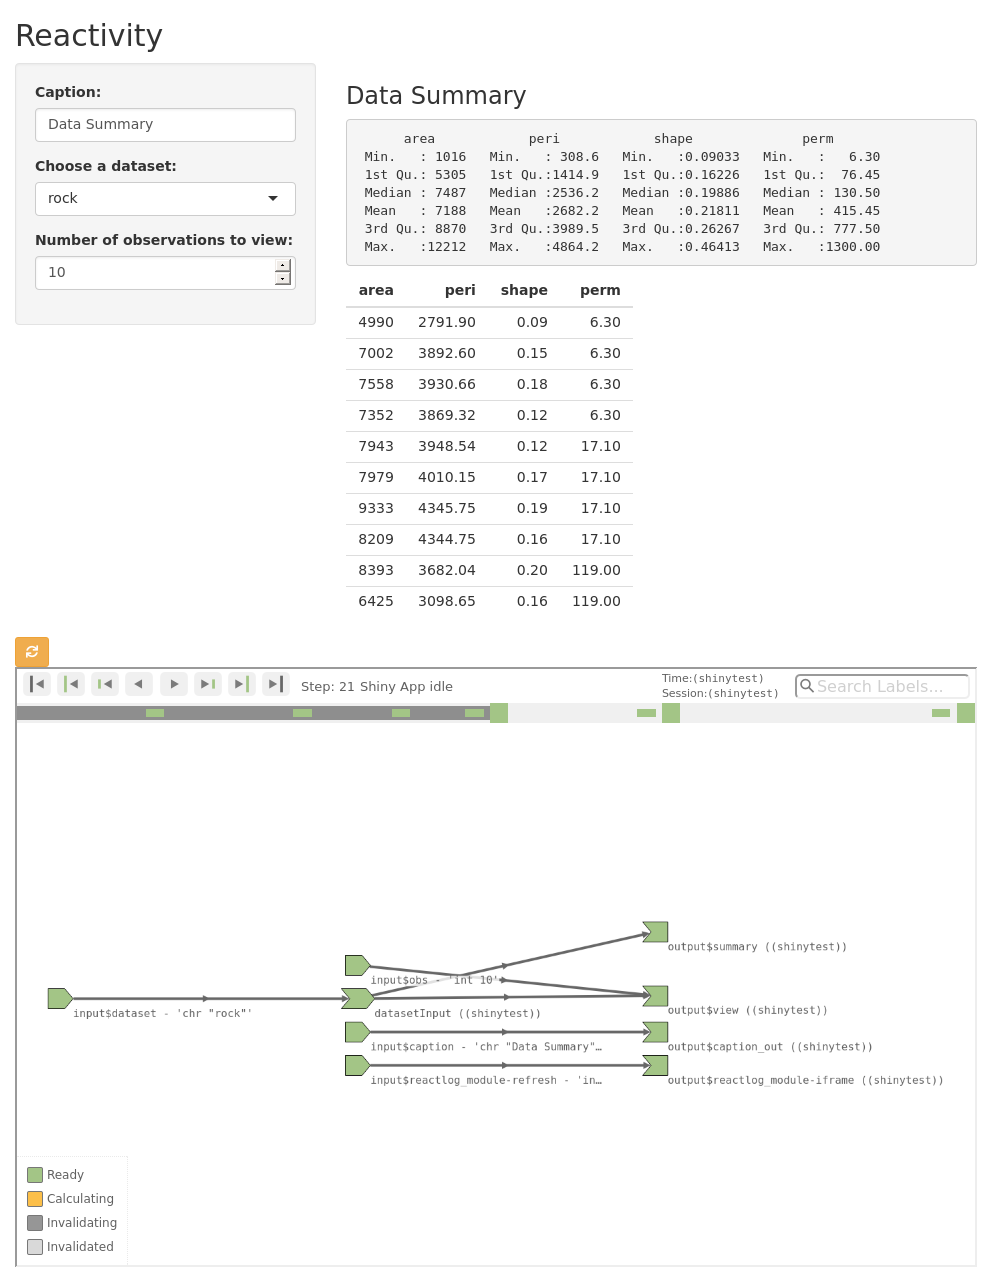 Reactivity
Caption:
Data Summary
Choose a dataset:
rock
Number of observations to view:
10
Data Summary
area peri shape perm
Min. : 1016 Min. : 308.6 Min. :0.09033 Min. : 6.30
1st Qu.: 5305 1st Qu.:1414.9 1st Qu.:0.16226 1st Qu.: 76.45
Median : 7487 Median :2536.2 Median :0.19886 Median : 130.50
Mean : 7188 Mean :2682.2 Mean :0.21811 Mean : 415.45
3rd Qu.: 8870 3rd Qu.:3989.5 3rd Qu.:0.26267 3rd Qu.: 777.50
Max. :12212 Max. :4864.2 Max. :0.46413 Max. :1300.00
area peri shape perm
4990 2791.90 0.09 6.30
7002 3892.60 0.15 6.30
7558 3930.66 0.18 6.30
7352 3869.32 0.12 6.30
7943 3948.54 0.12 17.10
7979 4010.15 0.17 17.10
9333 4345.75 0.19 17.10
8209 4344.75 0.16 17.10
8393 3682.04 0.20 119.00
6425 3098.65 0.16 119.00
Step: 21 Shiny App idle
Time:(shinytest)
Session:(shinytest)
Search Labels...
output$summary ((shinytest))
input$obs - 'int 10'
input$dataset - 'chr "rock"'
datasetInput ((shinytest))
output$view ((shinytest))
input$caption - 'chr "Data Summary"…
output$caption_out ((shinytest))
input$reactlog_module-refresh - 'in…
output$reactlog_module-iframe ((shinytest))
Ready
Calculating
Invalidating
Invalidated